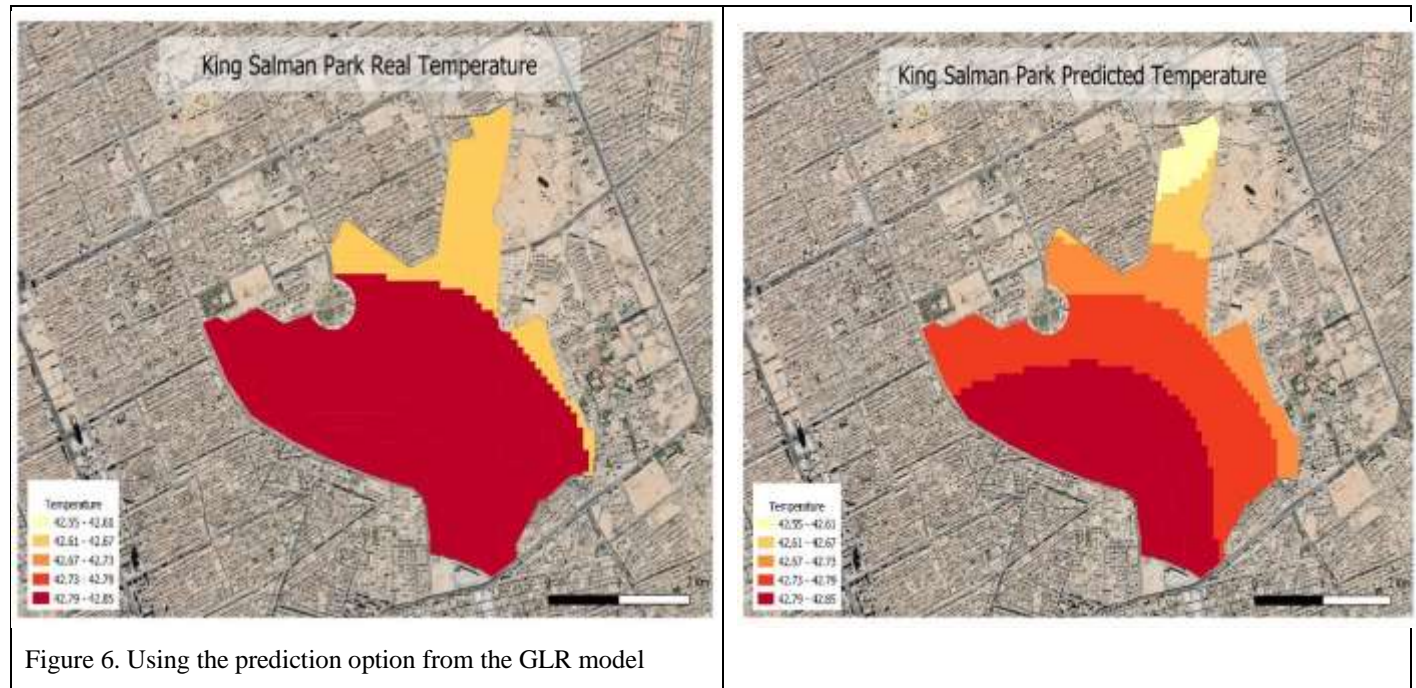 King Salman Park Real Temperature
Temperature
42.55 - 42.61
42.61 - 42.67
42.67 - 42.73
42.73 - 42.79
42.79 - 42.85
King Salman Park Predicted Temperature
Temperature
42.55 - 42.61
42.61 - 42.67
42.67 - 42.73
42.73 - 42.79
42.79 - 42.85
Figure 6. Using the prediction option from the GLR model